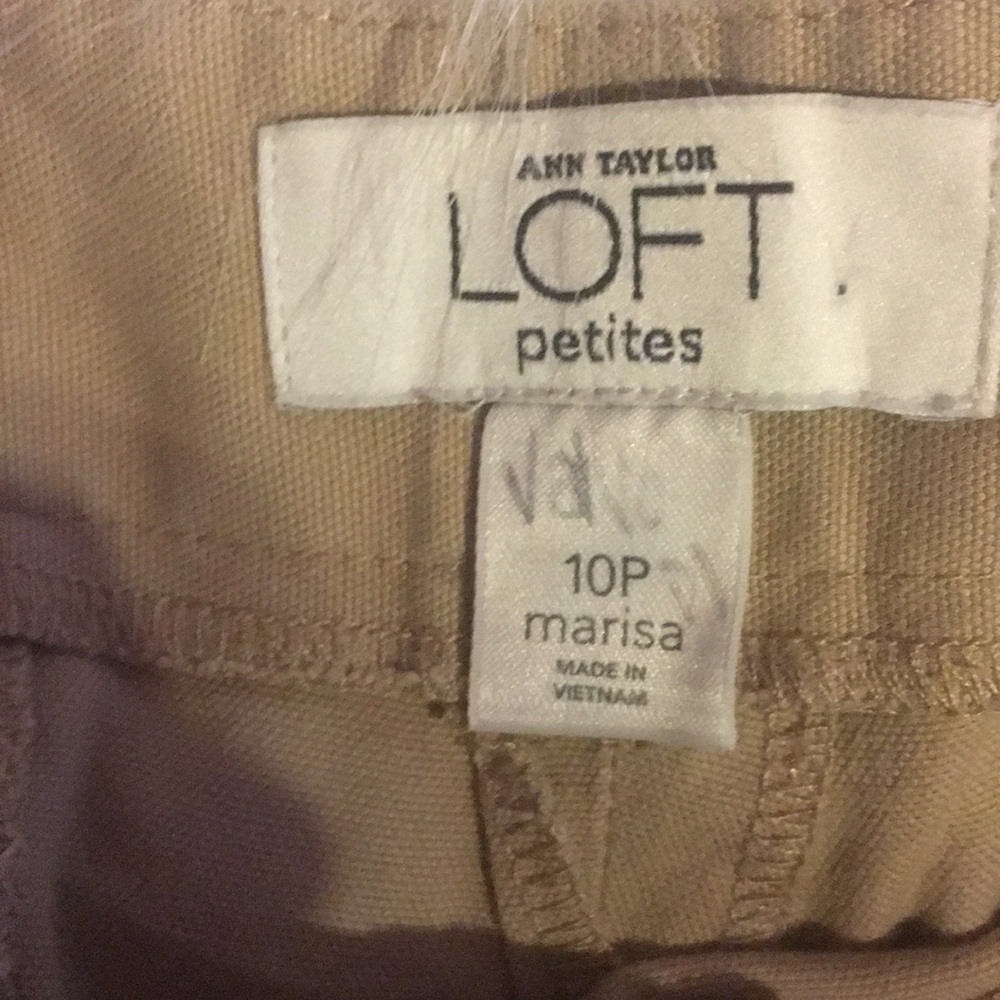 ANN TAYLOR
LOFT.
petites
10P
marisa
MADE IN
VIETNAM